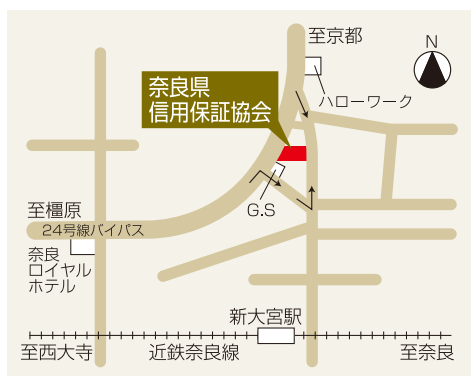 至京都
N
奈良県
信用保証協会
ハローワーク
G.S
至橿原
24号線バイパス
奈良
ロイヤル
ホテル
新大宮駅
至西大寺
近鉄奈良線
至奈良